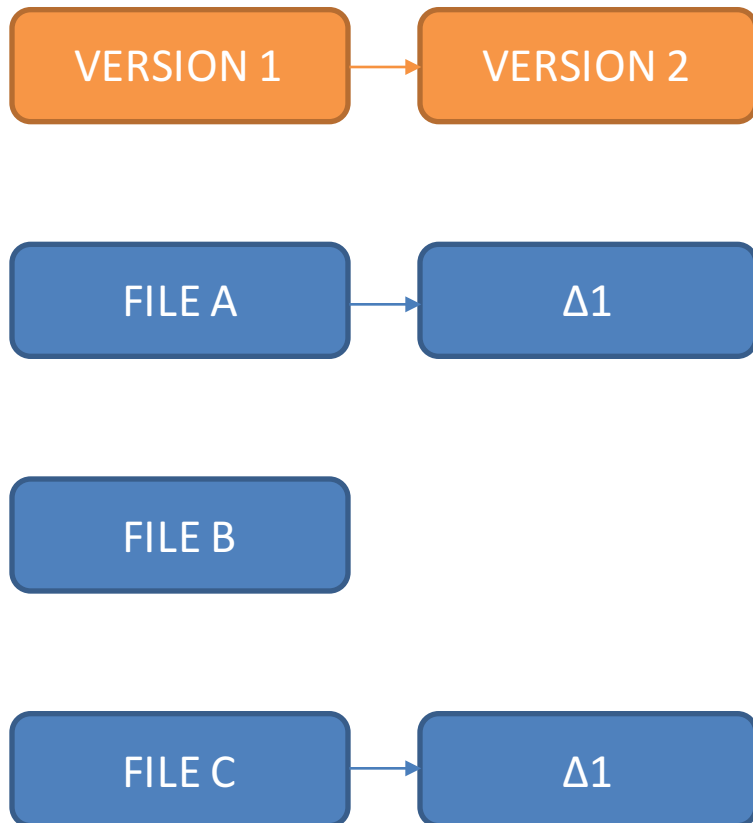 VERSION 1
VERSION 2
FILE A
Δ1
FILE B
FILE C
Δ1